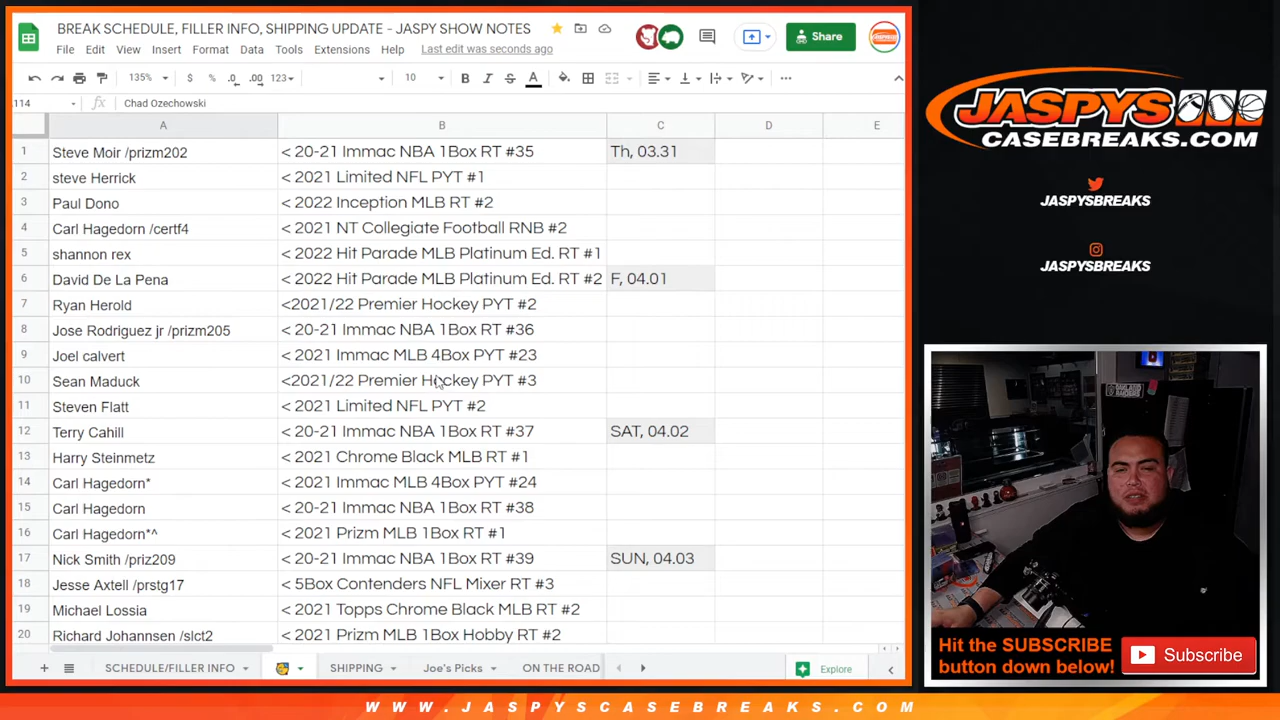 BREAK SCHEDULE, FILLER INFO, SHIPPING UPDATE - JASPY SHOW NOTES
File Edit View Insert Format Data Tools Extensions Help Last edit was seconds ago
Share
135% $ % .0 .00 123 10 B I S A
114 fx Chad Ozechowski
A B C D E
1 Steve Moir /prizm202 < 20-21 Immac NBA 1Box RT #35 Th, 03.31
2 steve Herrick < 2021 Limited NFL PYT #1
3 Paul Dono < 2022 Inception MLB RT #2
4 Carl Hagedorn /certf4 < 2021 NT Collegiate Football RNB #2
5 shannon rex < 2022 Hit Parade MLB Platinum Ed. RT #1
6 David De La Pena < 2022 Hit Parade MLB Platinum Ed. RT #2 F, 04.01
7 Ryan Herold <2021/22 Premier Hockey PYT #2
8 Jose Rodriguez jr /prizm205 < 20-21 Immac NBA 1Box RT #36
9 Joel calvert < 2021 Immac MLB 4Box PYT #23
10 Sean Maduck <2021/22 Premier Hockey PYT #3
11 Steven Flatt < 2021 Limited NFL PYT #2
12 Terry Cahill < 20-21 Immac NBA 1Box RT #37 SAT, 04.02
13 Harry Steinmetz < 2021 Chrome Black MLB RT #1
14 Carl Hagedorn* < 2021 Immac MLB 4Box PYT #24
15 Carl Hagedorn < 20-21 Immac NBA 1Box RT #38
16 Carl Hagedorn*^ < 2021 Prizm MLB 1Box RT #1
17 Nick Smith /priz209 < 20-21 Immac NBA 1Box RT #39 SUN, 04.03
18 Jesse Axtell /prstg17 < 5Box Contenders NFL Mixer RT #3
19 Michael Lossia < 2021 Topps Chrome Black MLB RT #2
20 Richard Johannsen /slct2 < 2021 Prizm MLB 1Box Hobby RT #2
SCHEDULE/FILLER INFO SHIPPING Joe's Picks ON THE ROAD Explore
JASPYS
CASEBREAKS.COM
JASPYSBREAKS
JASPYSBREAKS
Hit the SUBSCRIBE
button down below!
Subscribe
WWW.JASPYSCASEBREAKS.COM